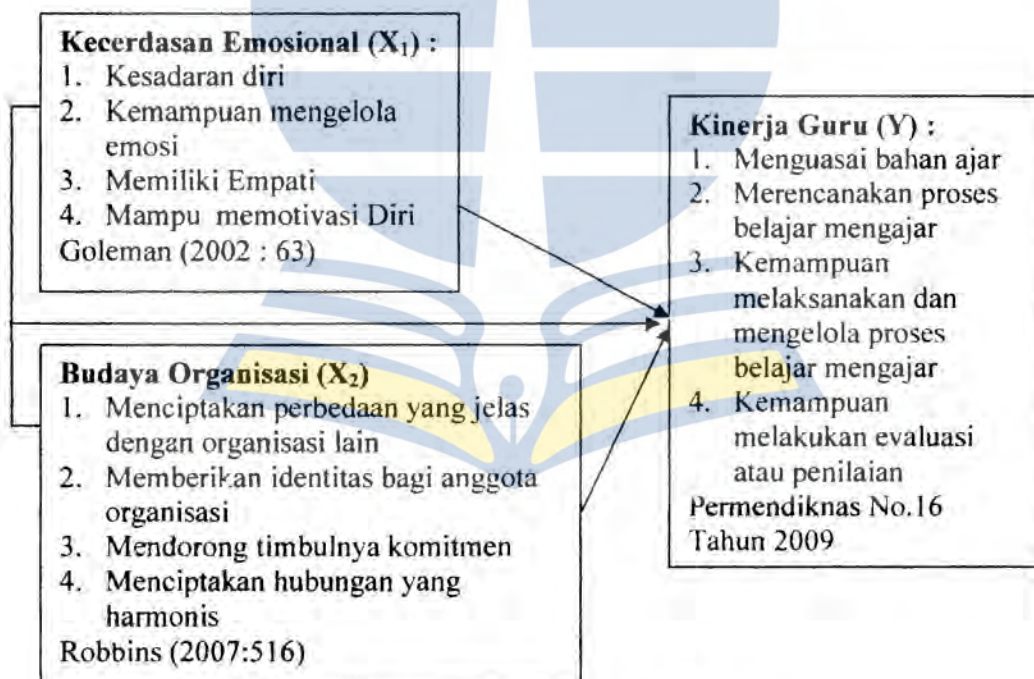 Kecerdasan Emosional (X₁) :
1. Kesadaran diri
2. Kemampuan mengelola
emosi
3. Memiliki Empati
4. Mampu memotivasi Diri
Goleman (2002 : 63)
Budaya Organisasi (X₂)
1. Menciptakan perbedaan yang jelas
dengan organisasi lain
2. Memberikan identitas bagi anggota
organisasi
3. Mendorong timbulnya komitmen
4. Menciptakan hubungan yang
harmonis
Robbins (2007:516)
Kinerja Guru (Y) :
1. Menguasai bahan ajar
2. Merencanakan proses
belajar mengajar
3. Kemampuan
melaksanakan dan
mengelola proses
belajar mengajar
4. Kemampuan
melakukan evaluasi
atau penilaian
Permendiknas No.16
Tahun 2009